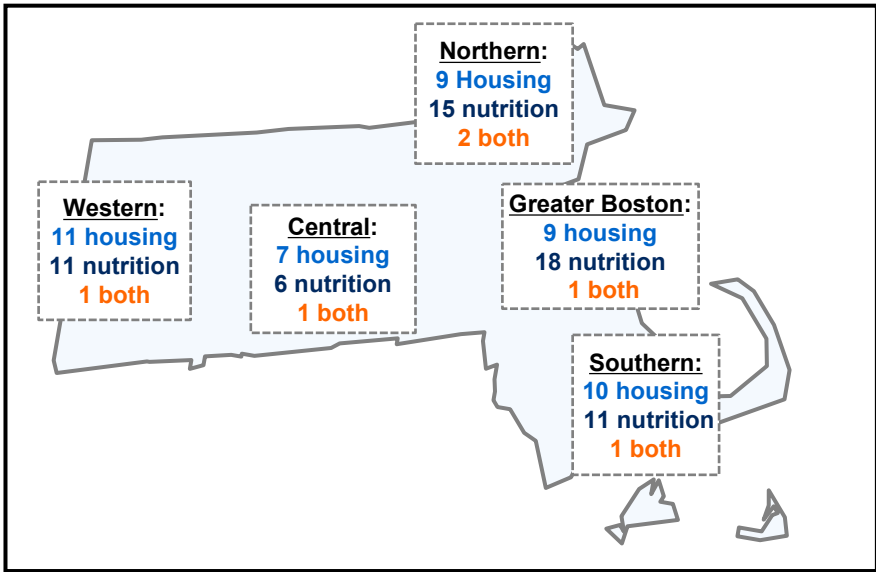 Northern:
9 Housing
15 nutrition
2 both
Western:
11 housing
11 nutrition
1 both
Central:
7 housing
6 nutrition
1 both
Greater Boston:
9 housing
18 nutrition
1 both
Southern:
10 housing
11 nutrition
1 both